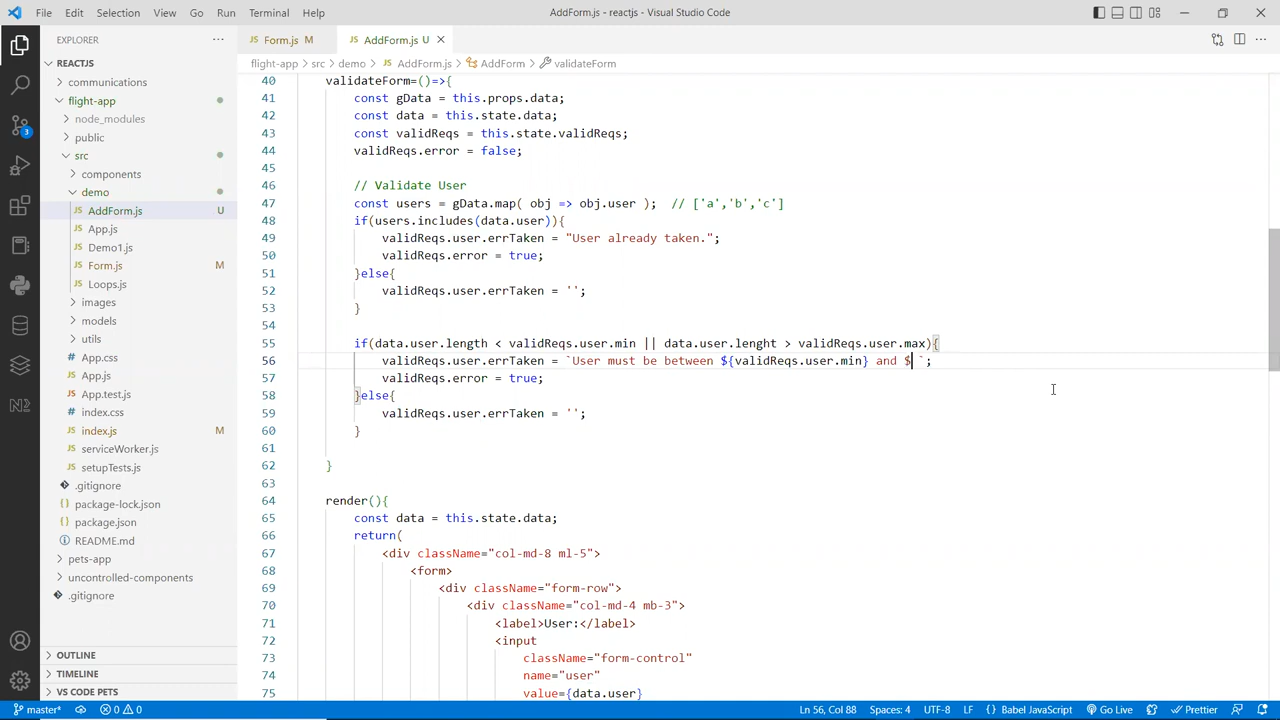 File Edit Selection View Go Run Terminal Help AddForm.js - reactjs - Visual Studio Code
EXPLORER
REACTJS
communications
flight-app
node_modules
public
src
components
demo
JS AddForm.js U
JS App.js
JS Demo1.js
JS Form.js M
JS Loops.js
images
models
utils
JS App.css
JS App.js
JS App.test.js
JS index.css
JS index.js M
JS serviceWorker.js
JS setupTests.js
.gitignore
{} package-lock.json
{} package.json
README.md
pets-app
uncontrolled-components
.gitignore
OUTLINE
TIMELINE
VS CODE PETS
3
JS Form.js M JS AddForm.js U
flight-app > src > demo > JS AddForm.js > AddForm > validateForm
40 validateForm=()=>{
41 const gData = this.props.data;
42 const data = this.state.data;
43 const validReqs = this.state.validReqs;
44 validReqs.error = false;
45
46 // Validate User
47 const users = gData.map( obj => obj.user ); // ['a','b','c']
48 if(users.includes(data.user)){
49 validReqs.user.errTaken = "User already taken.";
50 validReqs.error = true;
51 }else{
52 validReqs.user.errTaken = '';
53 }
54
55 if(data.user.length < validReqs.user.min || data.user.lenght > validReqs.user.max){
56 validReqs.user.errTaken = `User must be between ${validReqs.user.min} and $ `;
57 validReqs.error = true;
58 }else{
59 validReqs.user.errTaken = '';
60 }
61
62 }
63
64 render(){
65 const data = this.state.data;
66 return(
67 <div className="col-md-8 ml-5">
68 <form>
69 <div className="form-row">
70 <div className="col-md-4 mb-3">
71 <label>User:</label>
72 <input
73 className="form-control"
74 name="user"
75 value={data.user}
master* 0 0 Ln 56, Col 88 Spaces: 4 UTF-8 LF {} Babel JavaScript Go Live Prettier